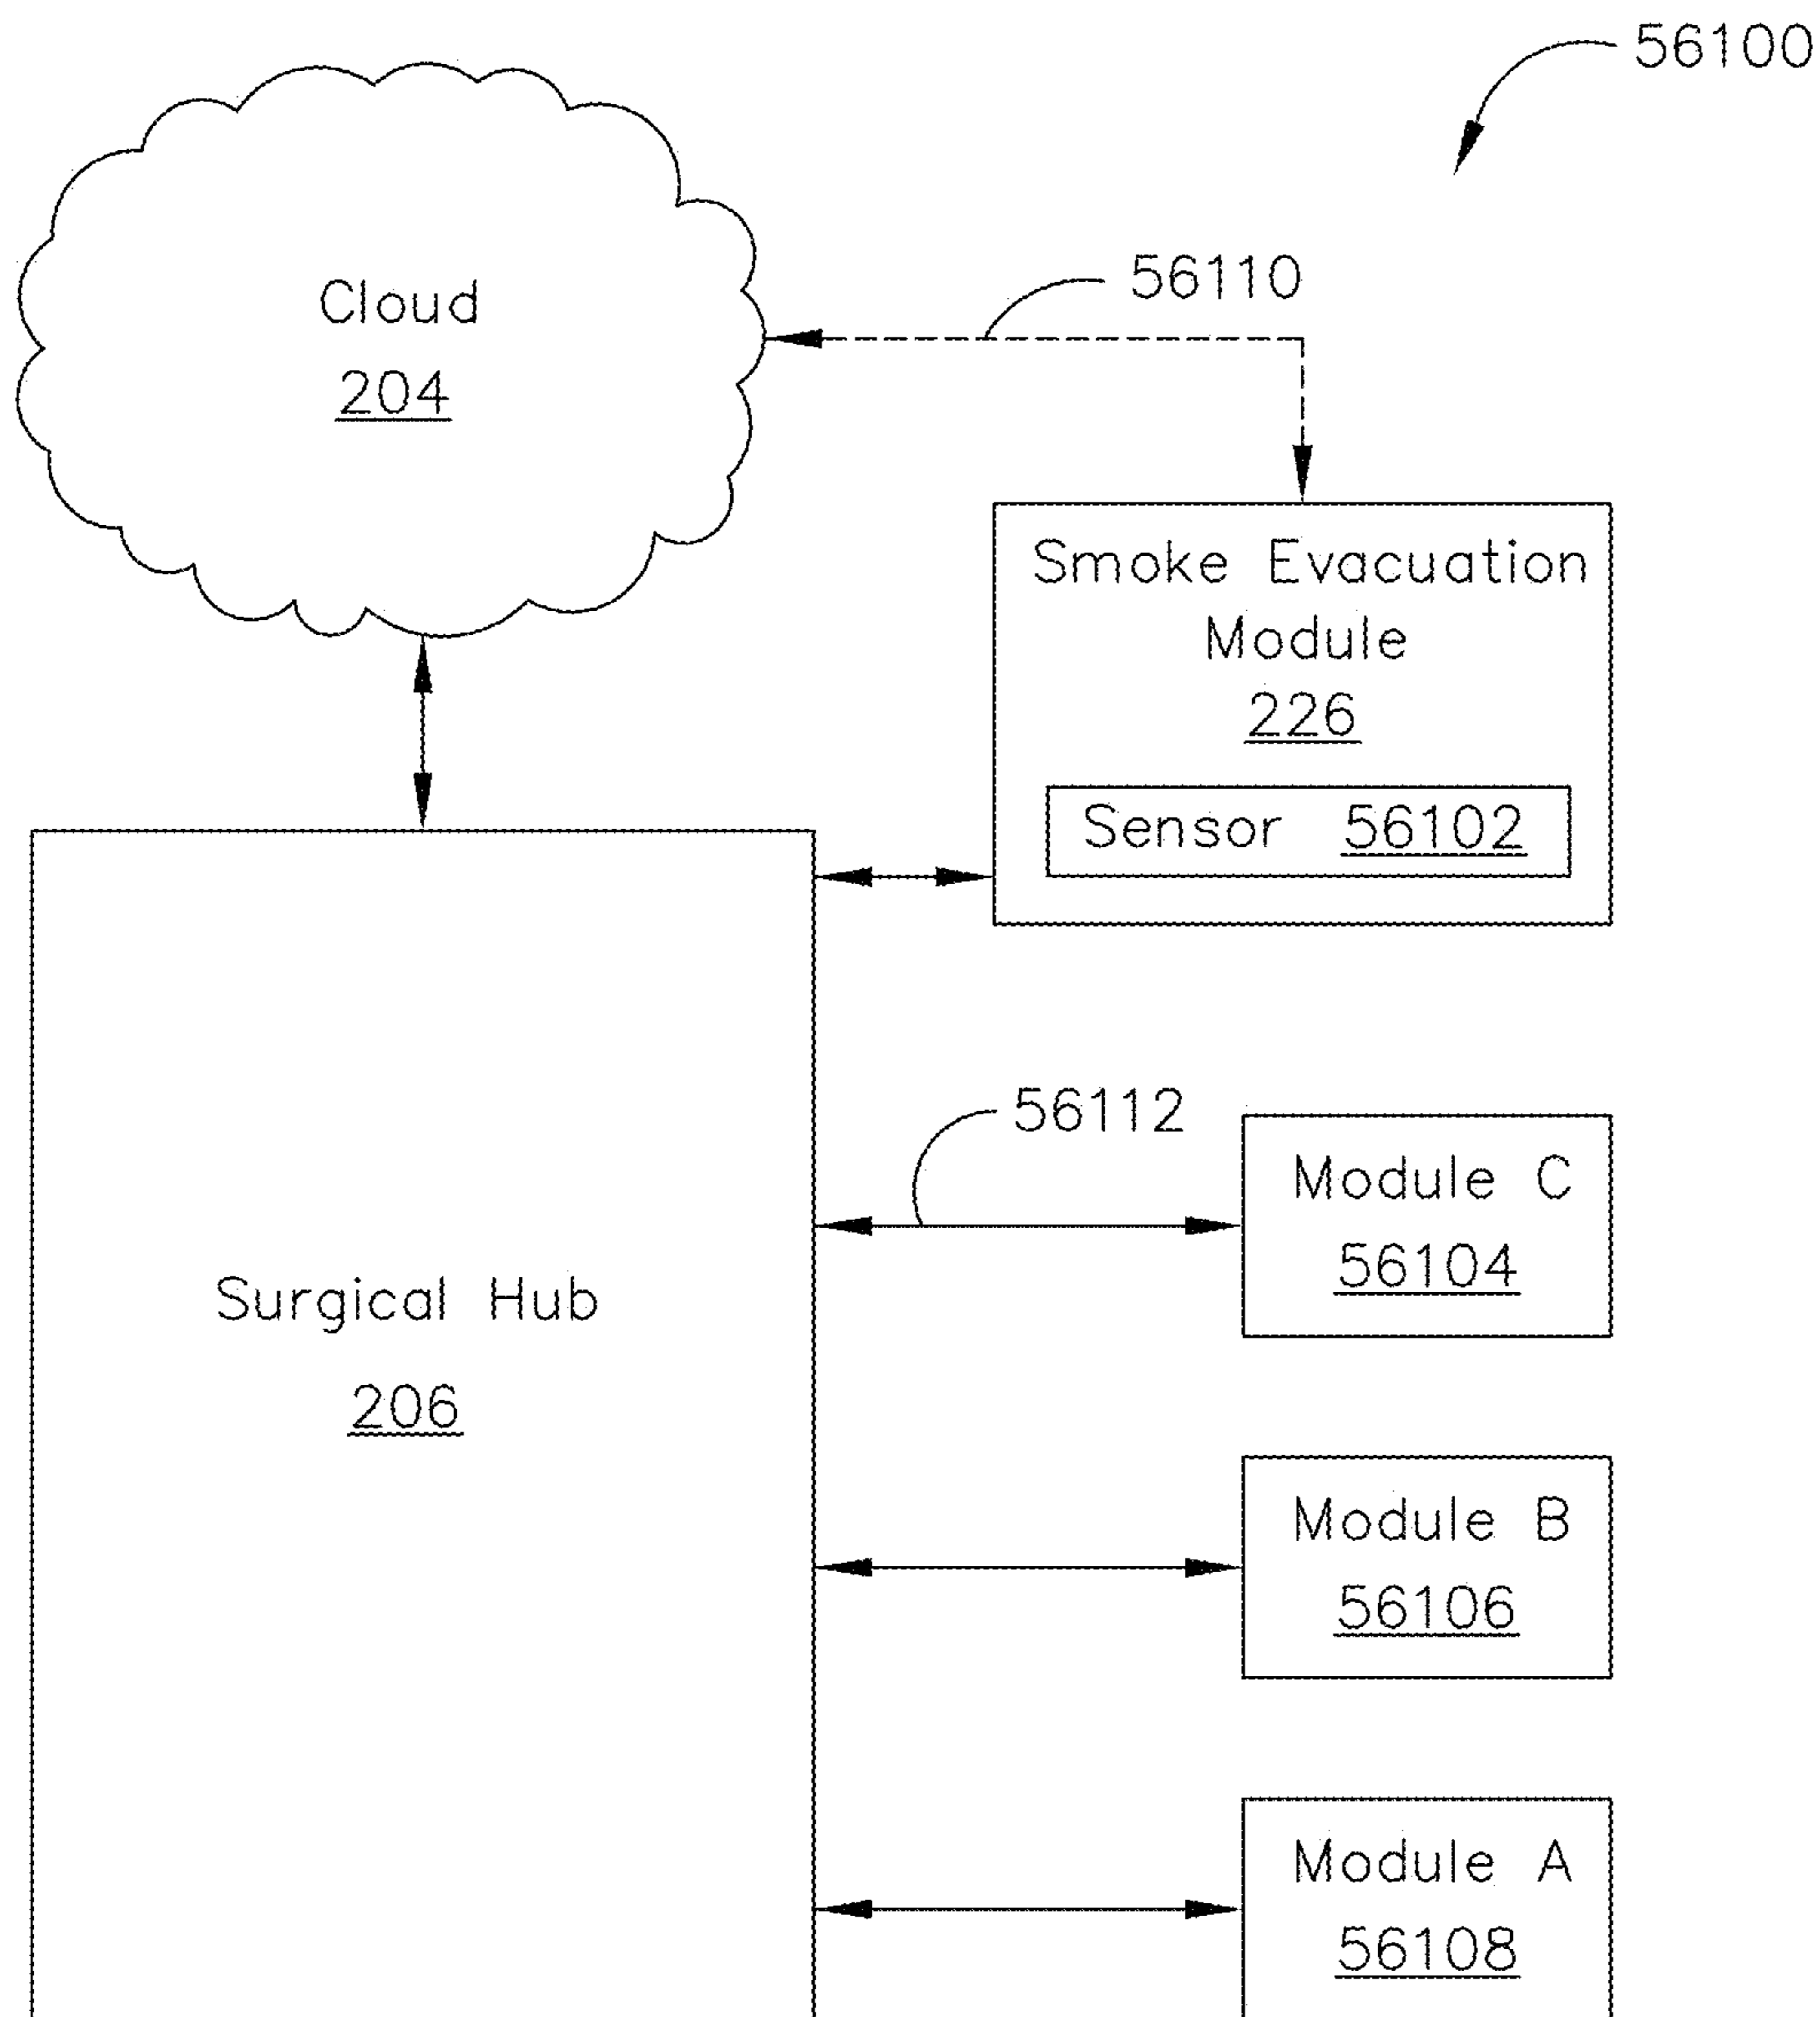 56100
Cloud
204
56110
Smoke Evacuation
Module
226
Sensor 56102
56112
Module C
56104
Surgical Hub
206
Module B
56106
Module A
56108